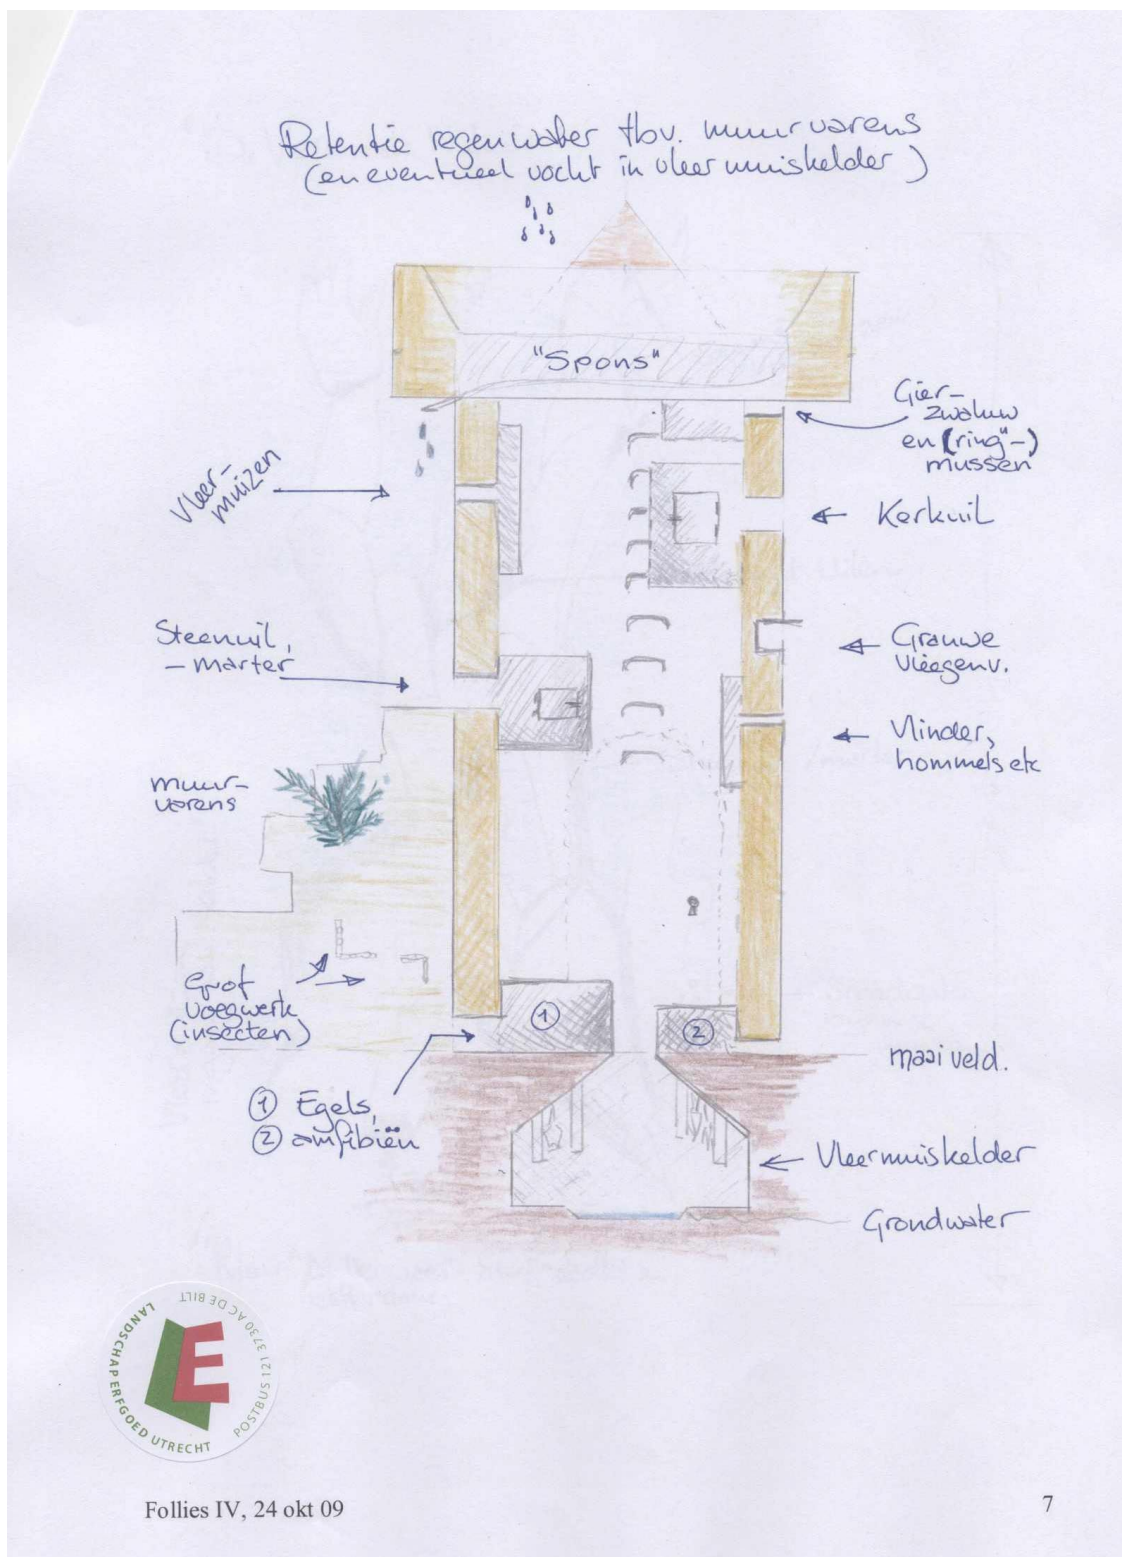 Retentie regenwater tbv. muurvarens
(en eventueel vocht in vleermuiskelder)
"Spons"
Gier-
zwaluw
en (ring"-)
mussen
Vleer-
muizen
Kerkuil
Steenuil,
- marter
Grauwe
vliegenv.
Vlinder,
hommels etc
muur-
varens
Grof
voegwerk
(insecten)
1
2
maaiveld.
1 Egels,
2 amfibiën
Vleermuiskelder
Grondwater
LANDSCHAP ERFGOED UTRECHT POSTBUS 121 3730 AC DE BILT
LE
Follies IV, 24 okt 09
7